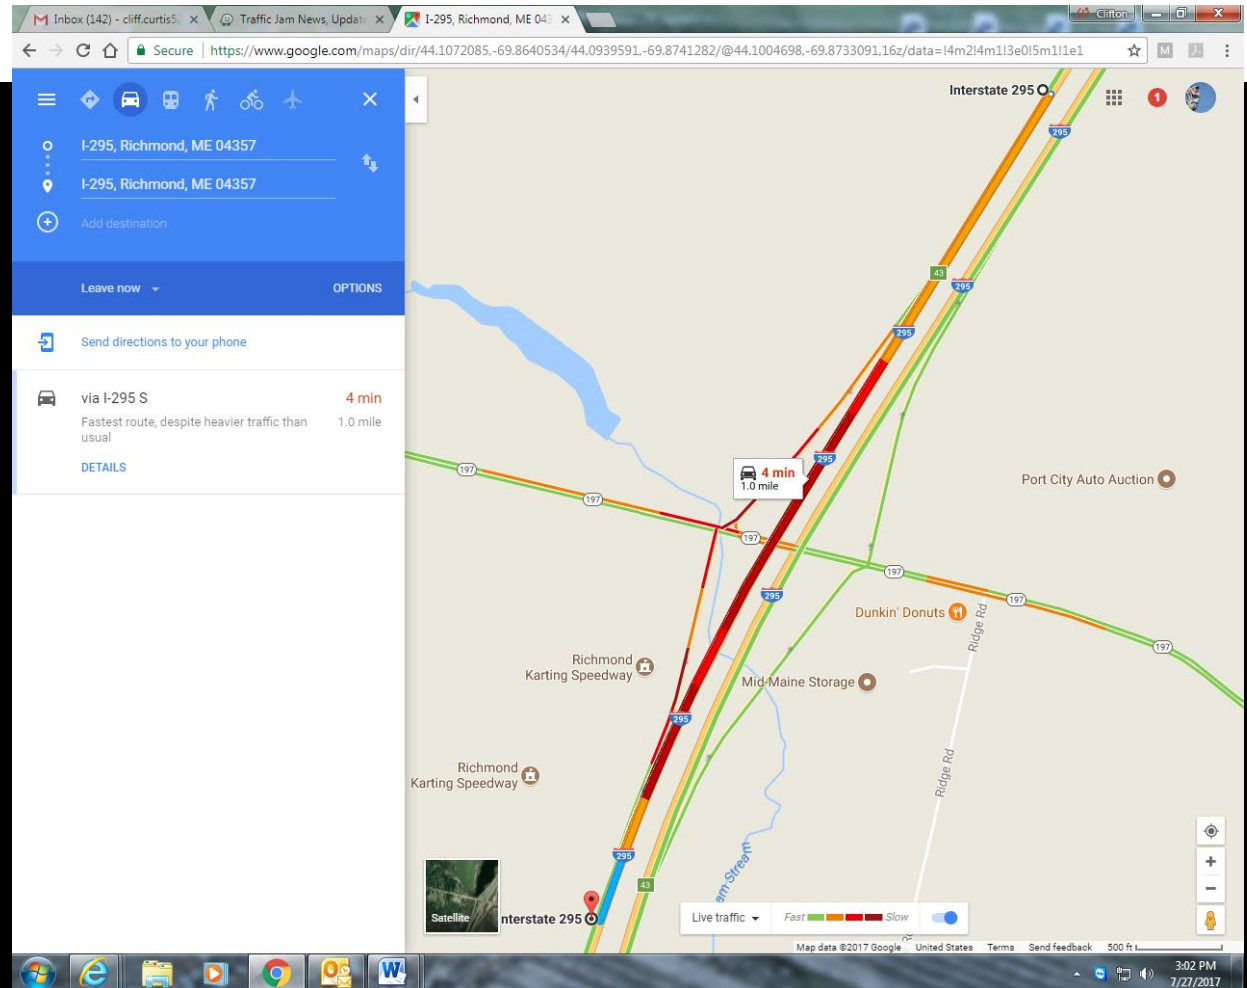 Inbox (142) - cliff.curtis5
Traffic Jam News, Updat
I-295, Richmond, ME 043
Clifton
Secure
https://www.google.com/maps/dir/44.1072085,-69.8640534/44.0939591,-69.8741282/@44.1004698,-69.8733091,16z/data=!4m2!4m1!3e0!5m1!1e1
I-295, Richmond, ME 04357
I-295, Richmond, ME 04357
Add destination
Leave now
OPTIONS
Send directions to your phone
via I-295 S
4 min
Fastest route, despite heavier traffic than
1.0 mile
usual
DETAILS
Interstate 295
1
295
43
295
295
295
197
4 min
1.0 mile
Port City Auto Auction
197
197
197
295
Dunkin' Donuts
197
Ridge Rd
197
Richmond
Karting Speedway
Mid-Maine Storage
295
Ridge Rd
Richmond
Karting Speedway
295
43
am Stream
Satellite
nterstate 295
Live traffic
Fast
Slow
Map data ©2017 Google
United States
Terms
Send feedback
500 ft
3:02 PM
7/27/2017